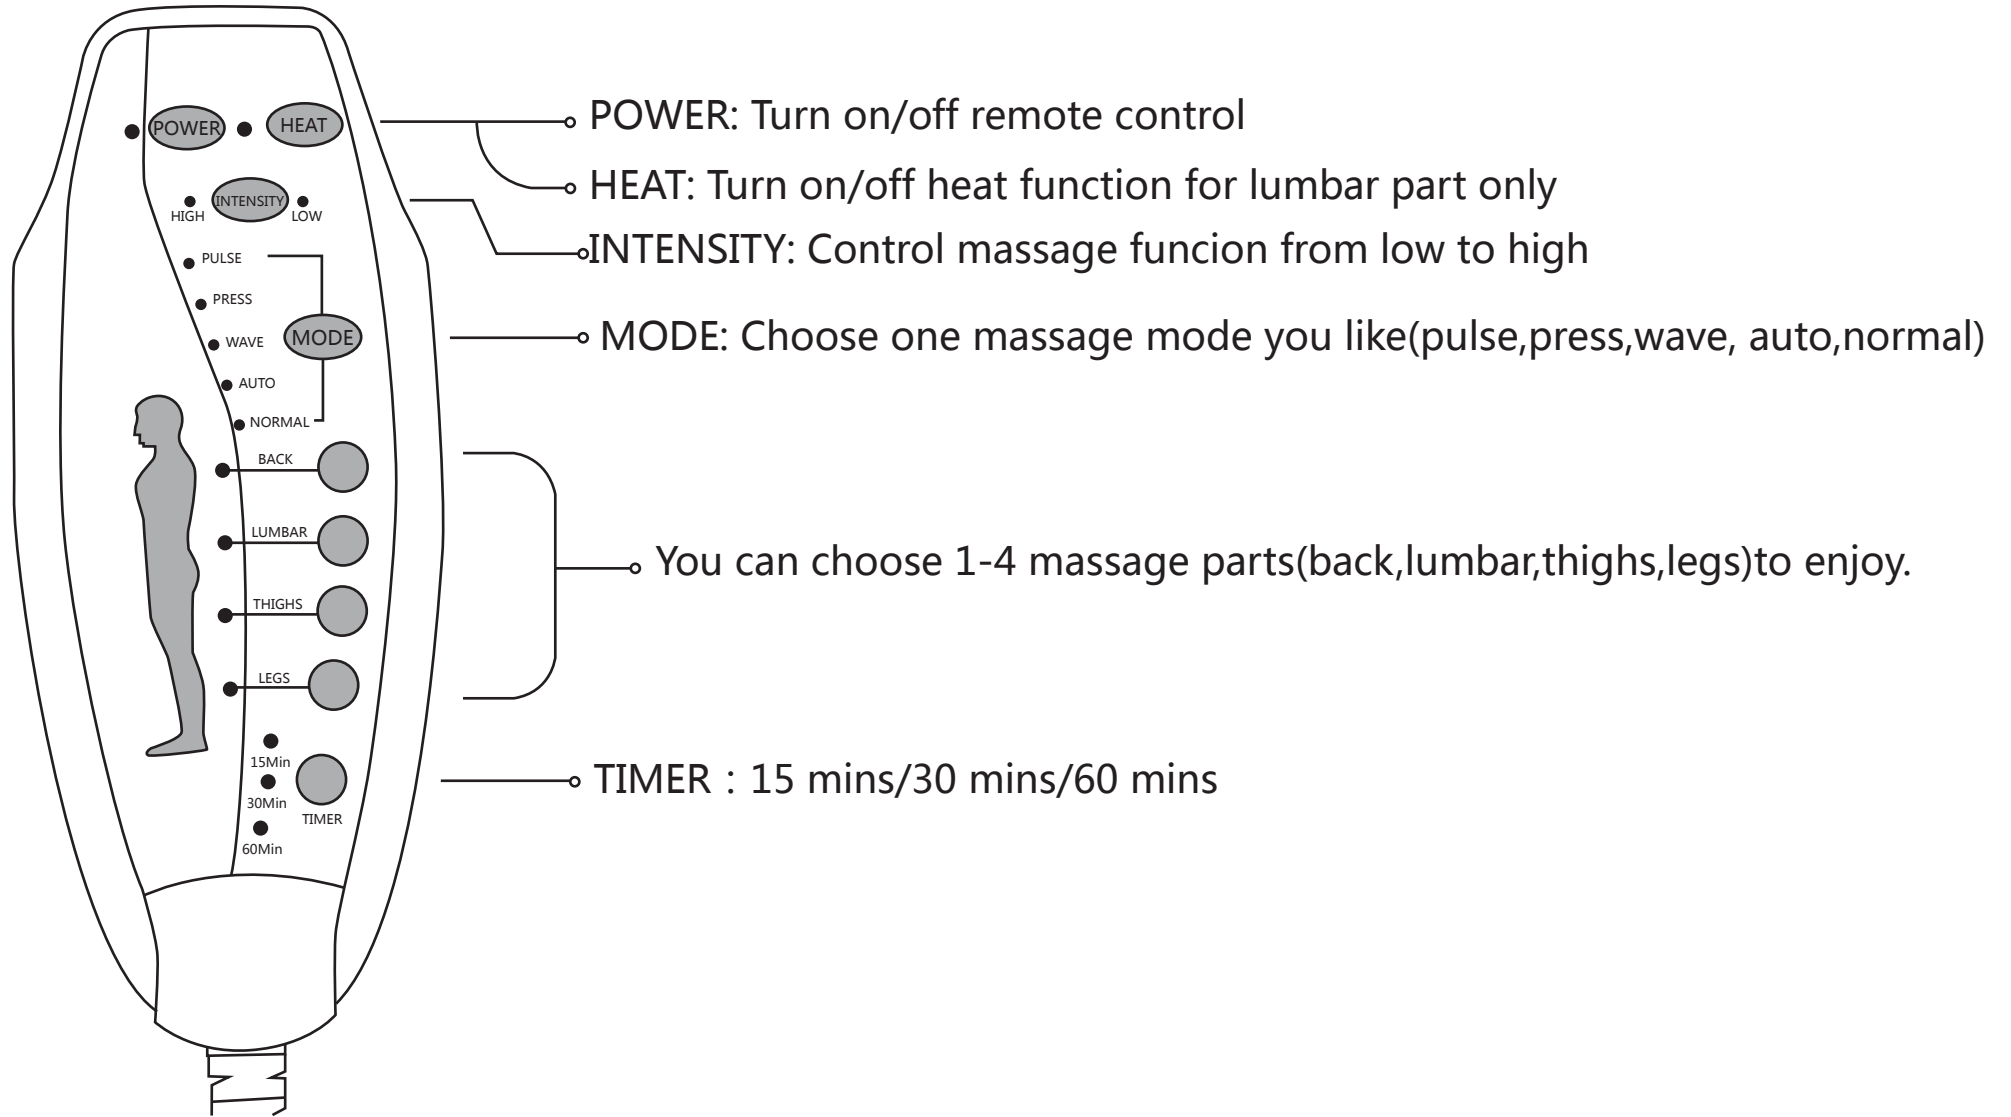 POWER
HEAT
POWER: Turn on/off remote control
HEAT: Turn on/off heat function for lumbar part only
INTENSITY
HIGH
LOW
INTENSITY: Control massage funcion from low to high
PULSE
PRESS
WAVE
MODE
AUTO
NORMAL
MODE: Choose one massage mode you like(pulse,press,wave, auto,normal)
BACK
LUMBAR
THIGHS
LEGS
You can choose 1-4 massage parts(back,lumbar,thighs,legs)to enjoy.
15Min
30Min
60Min
TIMER
TIMER : 15 mins/30 mins/60 mins